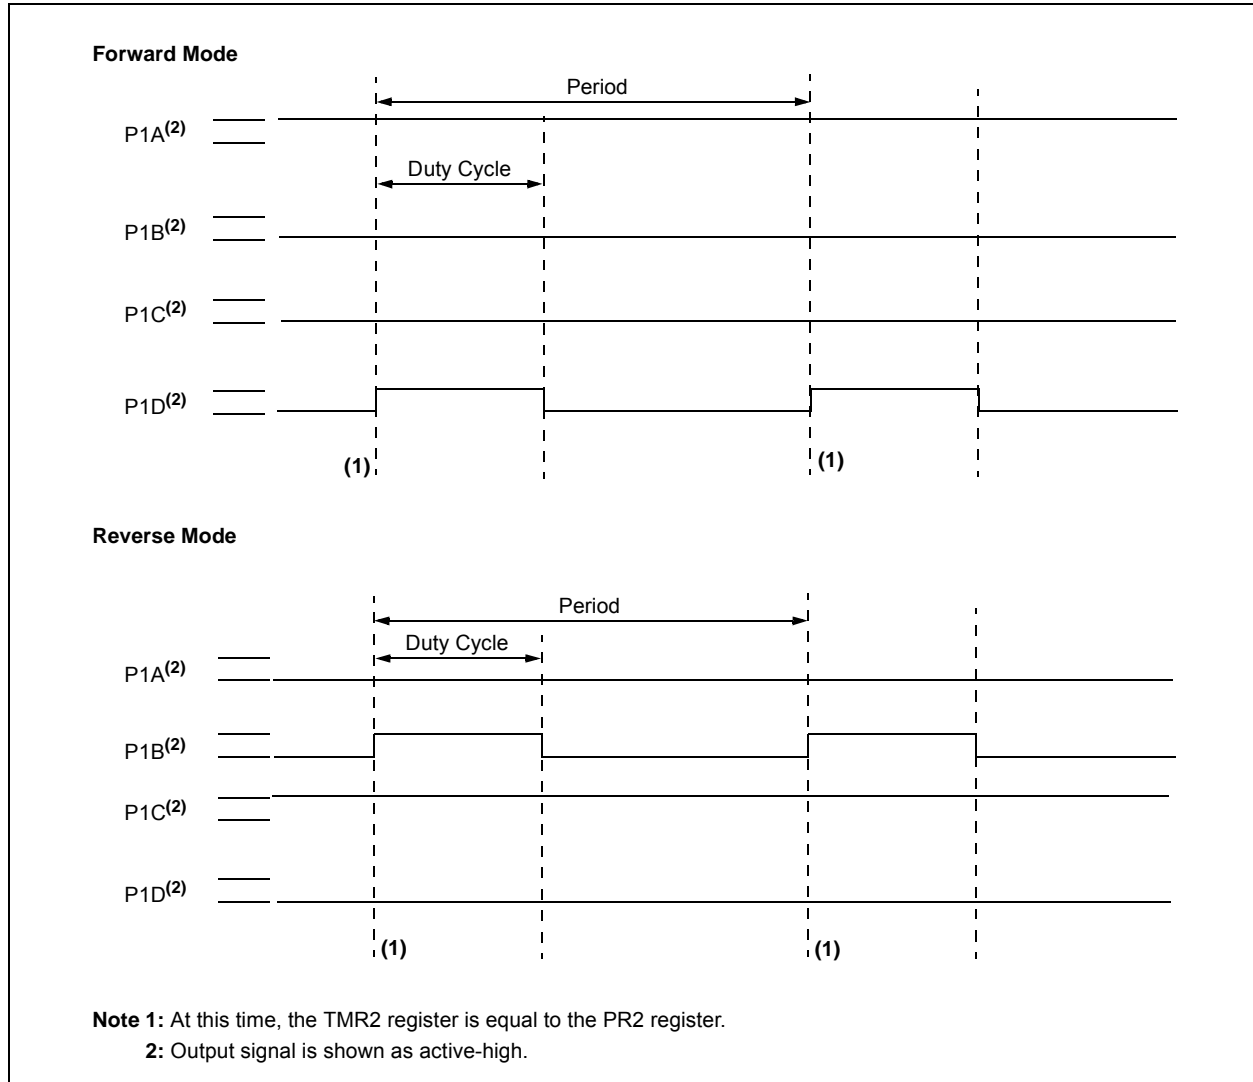 Forward Mode
Period
P1A(2)
Duty Cycle
P1B(2)
P1C(2)
P1D(2)
(1)
(1)
Reverse Mode
Period
Duty Cycle
P1A(2)
P1B(2)
P1C(2)
P1D(2)
(1)
(1)
Note 1: At this time, the TMR2 register is equal to the PR2 register.
2: Output signal is shown as active-high.